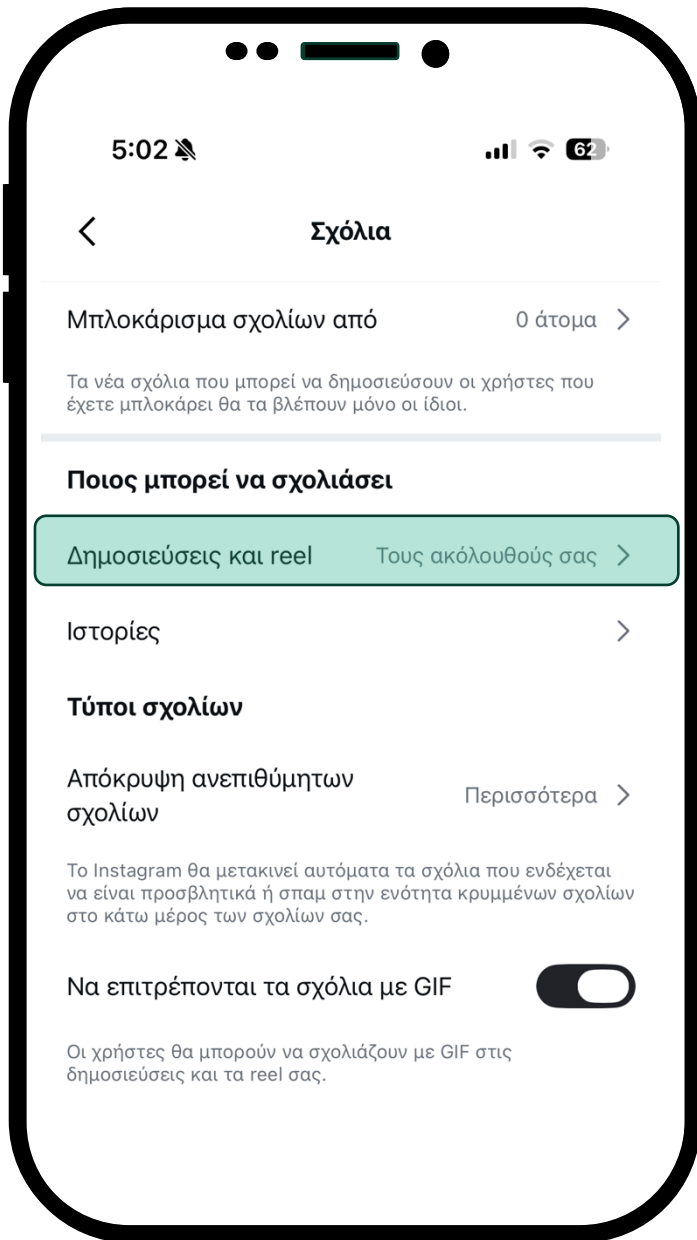 5:02
62
Σχόλια
Μπλοκάρισμα σχολίων από 0 άτομα
Τα νέα σχόλια που μπορεί να δημοσιεύσουν οι χρήστες που
έχετε μπλοκάρει θα τα βλέπουν μόνο οι ίδιοι.
Ποιος μπορεί να σχολιάσει
Δημοσιεύσεις και reel Τους ακόλουθούς σας
Ιστορίες
Τύποι σχολίων
Απόκρυψη ανεπιθύμητων
σχολίων
Περισσότερα
Το Instagram θα μετακινεί αυτόματα τα σχόλια που ενδέχεται
να είναι προσβλητικά ή σπαμ στην ενότητα κρυμμένων σχολίων
στο κάτω μέρος των σχολίων σας.
Να επιτρέπονται τα σχόλια με GIF
Οι χρήστες θα μπορούν να σχολιάζουν με GIF στις
δημοσιεύσεις και τα reel σας.